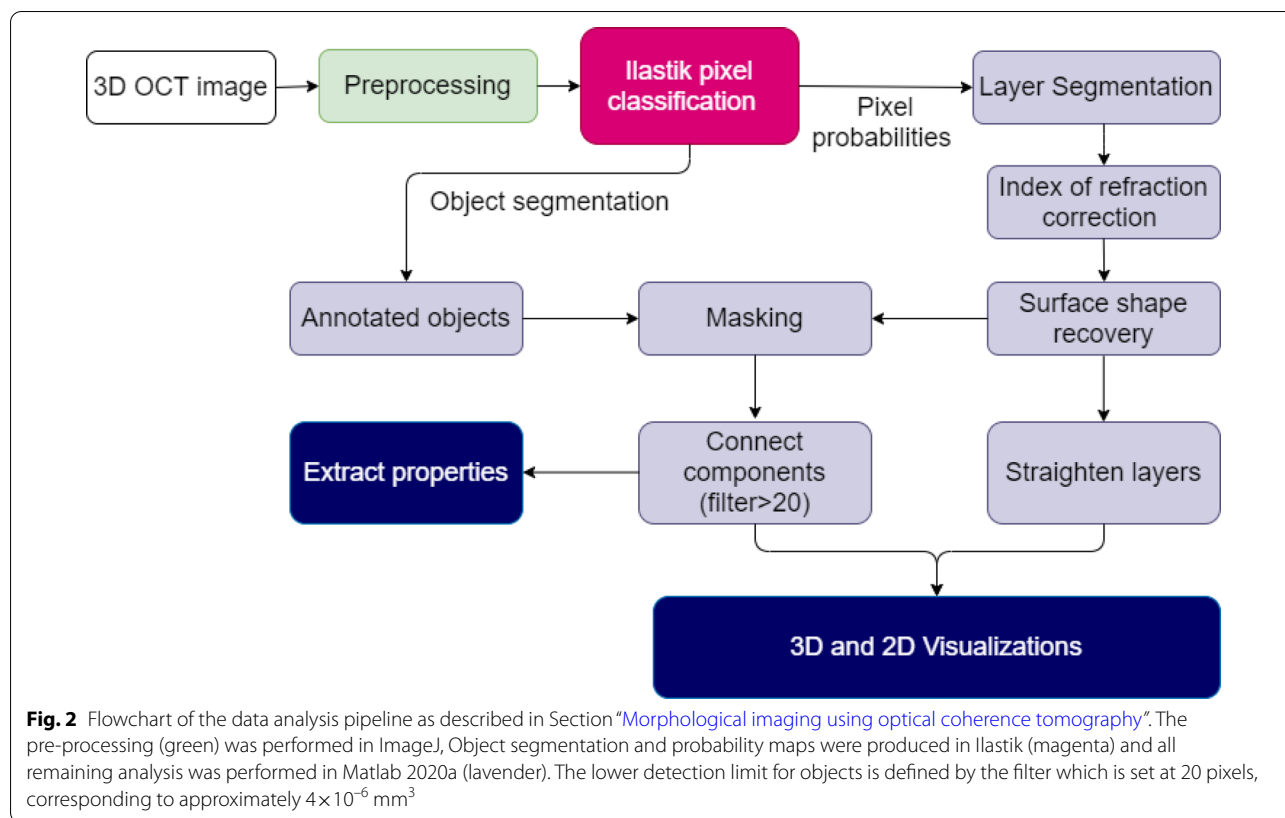 3D OCT image
Preprocessing
Ilastik pixel
classification
Pixel
probabilities
Layer Segmentation
Object segmentation
Index of refraction
correction
Annotated objects
Masking
Surface shape
recovery
Extract properties
Connect
components
(filter>20)
Straighten layers
3D and 2D Visualizations
Fig. 2 Flowchart of the data analysis pipeline as described in Section “Morphological imaging using optical coherence tomography”. The
pre-processing (green) was performed in ImageJ, Object segmentation and probability maps were produced in Ilastik (magenta) and all
remaining analysis was performed in Matlab 2020a (lavender). The lower detection limit for objects is defined by the filter which is set at 20 pixels,
corresponding to approximately 4×10⁻⁶ mm³